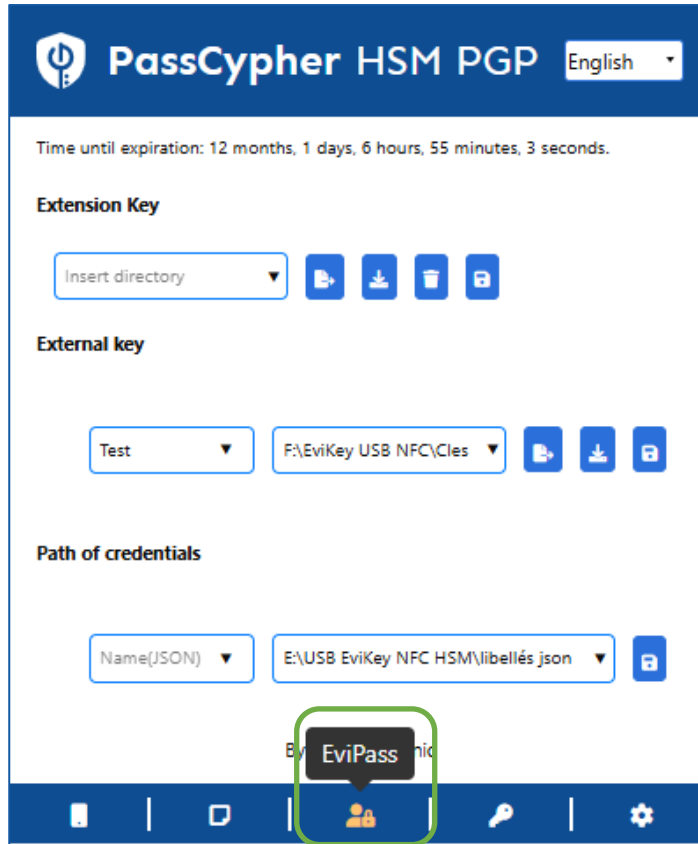 PassCypher HSM PGP English
Time until expiration: 12 months, 1 days, 6 hours, 55 minutes, 3 seconds.
Extension Key
Insert directory
External key
Test F:\EviKey USB NFC\Cles
Path of credentials
Name(JSON) E:\USB EviKey NFC HSM\libellés json
By
EviPass